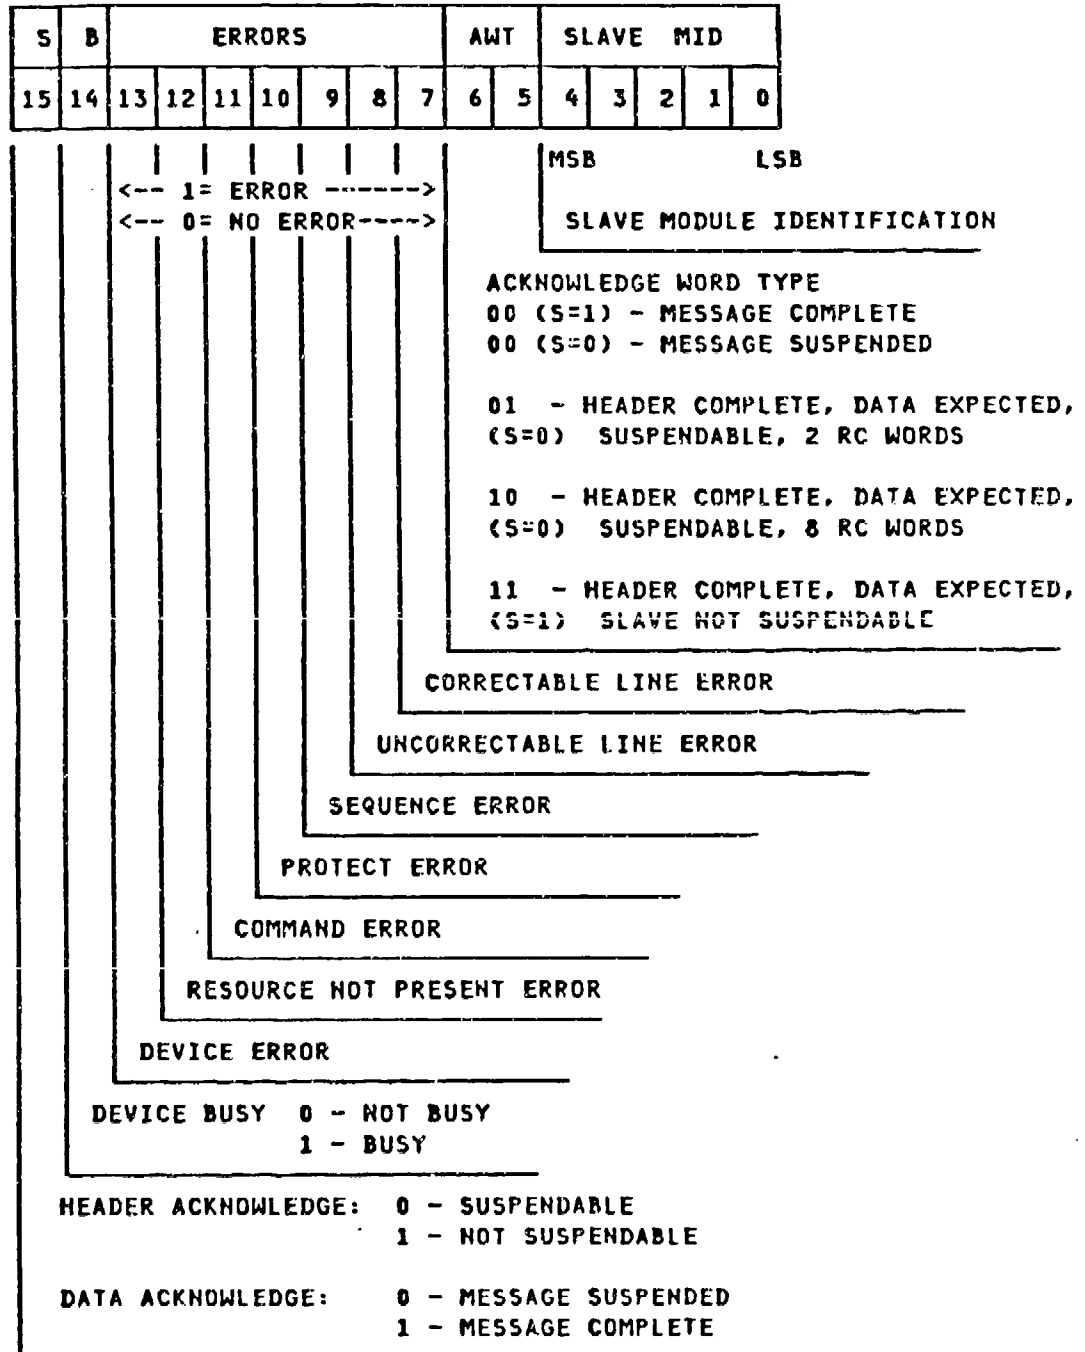 S B ERRORS AWT SLAVE MID
15 14 13 12 11 10 9 8 7 6 5 4 3 2 1 0
MSB LSB
<-- 1= ERROR ------>
<-- 0= NO ERROR----->
SLAVE MODULE IDENTIFICATION
ACKNOWLEDGE WORD TYPE
00 (S=1) - MESSAGE COMPLETE
00 (S=0) - MESSAGE SUSPENDED
01 - HEADER COMPLETE, DATA EXPECTED,
(S=0) SUSPENDABLE, 2 RC WORDS
10 - HEADER COMPLETE, DATA EXPECTED,
(S=0) SUSPENDABLE, 8 RC WORDS
11 - HEADER COMPLETE, DATA EXPECTED,
(S=1) SLAVE NOT SUSPENDABLE
CORRECTABLE LINE ERROR
UNCORRECTABLE LINE ERROR
SEQUENCE ERROR
PROTECT ERROR
COMMAND ERROR
RESOURCE NOT PRESENT ERROR
DEVICE ERROR
DEVICE BUSY 0 - NOT BUSY
1 - BUSY
HEADER ACKNOWLEDGE: 0 - SUSPENDABLE
1 - NOT SUSPENDABLE
DATA ACKNOWLEDGE: 0 - MESSAGE SUSPENDED
1 - MESSAGE COMPLETE